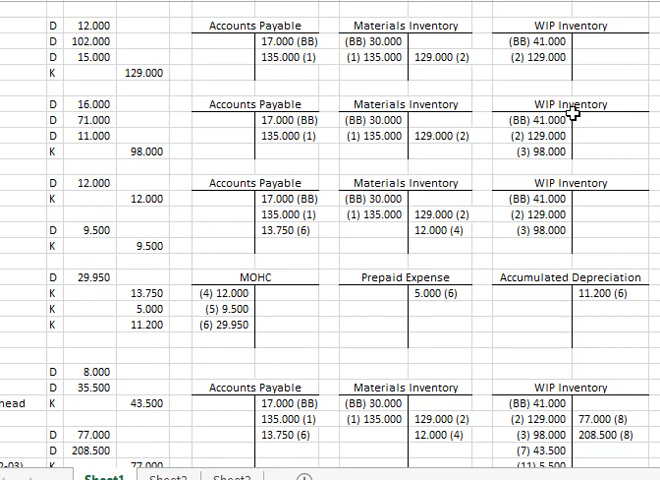 D 12.000 Accounts Payable Materials Inventory WIP Inventory
D 102.000 17.000 (BB) (BB) 30.000 (BB) 41.000
D 15.000 135.000 (1) (1) 135.000 129.000 (2) (2) 129.000
K 129.000
D 16.000 Accounts Payable Materials Inventory WIP Inventory
D 71.000 17.000 (BB) (BB) 30.000 (BB) 41.000
D 11.000 135.000 (1) (1) 135.000 129.000 (2) (2) 129.000
K 98.000 (3) 98.000
D 12.000 Accounts Payable Materials Inventory WIP Inventory
K 12.000 17.000 (BB) (BB) 30.000 (BB) 41.000
135.000 (1) (1) 135.000 129.000 (2) (2) 129.000
D 9.500 13.750 (6) 12.000 (4) (3) 98.000
K 9.500
D 29.950 MOHC Prepaid Expense Accumulated Depreciation
K 13.750 (4) 12.000 5.000 (6) 11.200 (6)
K 5.000 (5) 9.500
K 11.200 (6) 29.950
D 8.000
D 35.500 Accounts Payable Materials Inventory WIP Inventory
nead K 43.500 17.000 (BB) (BB) 30.000 (BB) 41.000
135.000 (1) (1) 135.000 129.000 (2) (2) 129.000 77.000 (8)
D 77.000 13.750 (6) 12.000 (4) (3) 98.000 208.500 (8)
D 208.500 (7) 43.500
2-03) K 77.000 (11) 5.500
Sheet1 Sheet2 Sheet3